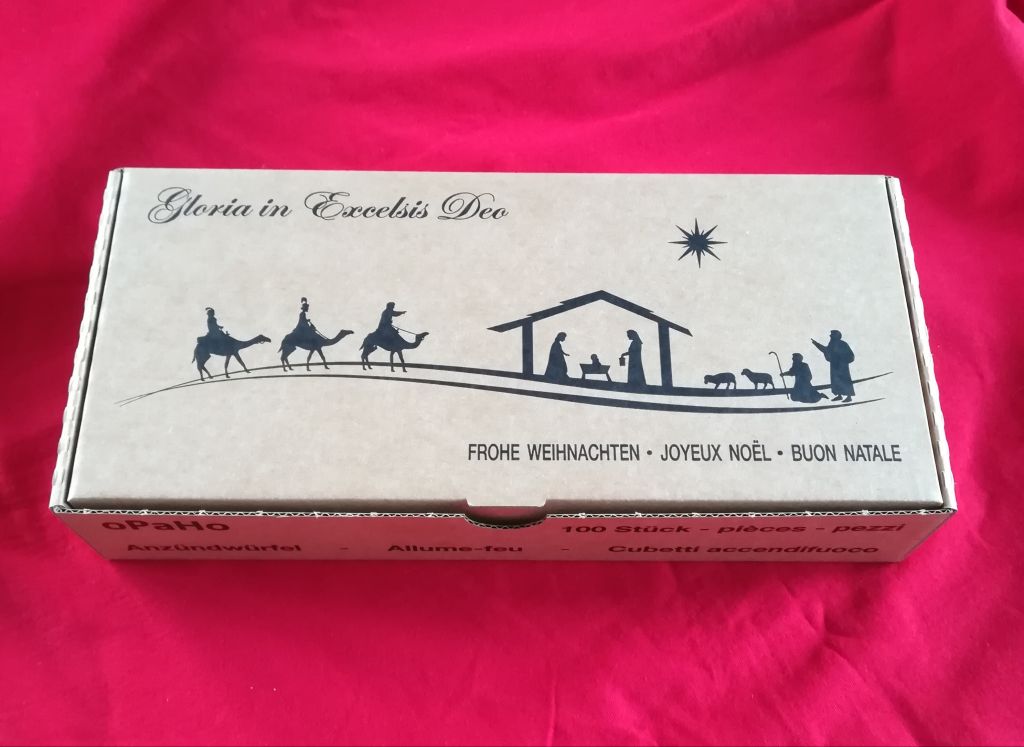 Gloria in Excelsis Deo
FROHE WEIHNACHTEN • JOYEUX NOËL • BUON NATALE
oPaHo
100 Stück - pièces - pezzi
Anzündwürfel - Allume-feu - Cubetti accendifuoco